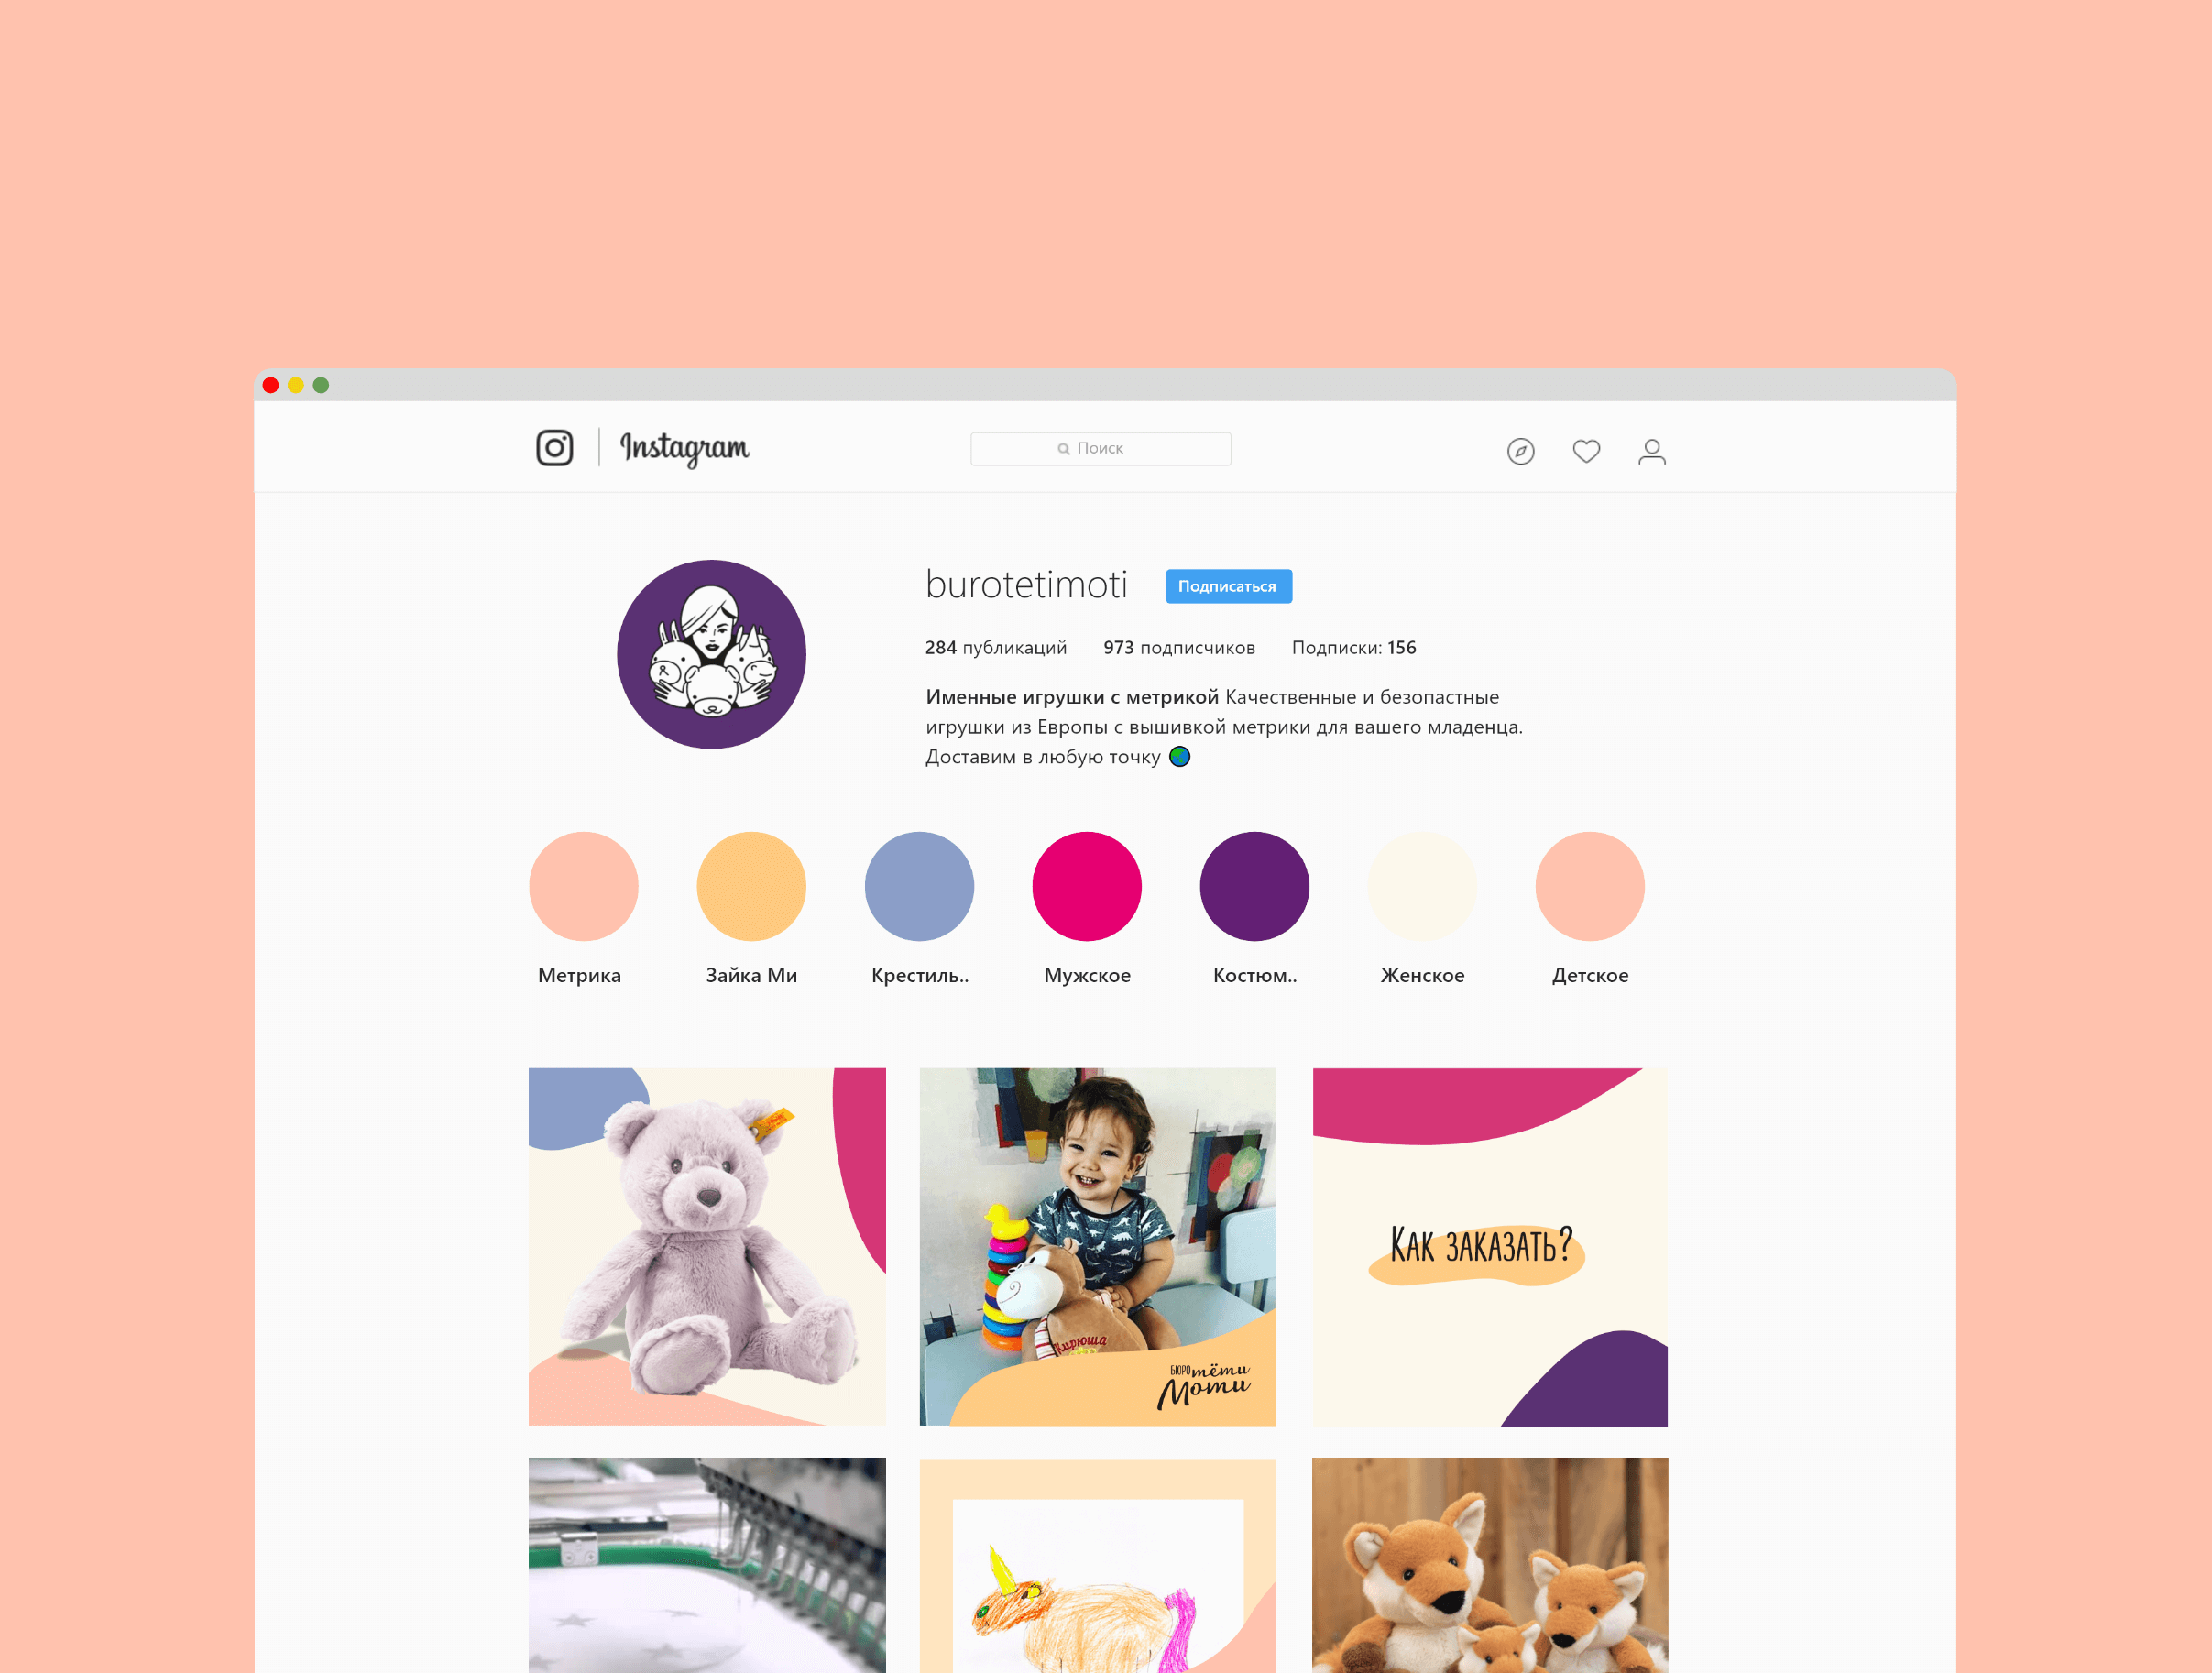 Instagram
Поиск
burotetimoti Подписаться
284 публикаций 973 подписчиков Подписки: 156
Именные игрушки с метрикой Качественные и безопастные
игрушки из Европы с вышивкой метрики для вашего младенца.
Доставим в любую точку
Метрика Зайка Ми Крестиль.. Мужское Костюм.. Женское Детское
Кирюша
БЮРО тёти
Моти
Как заказать?